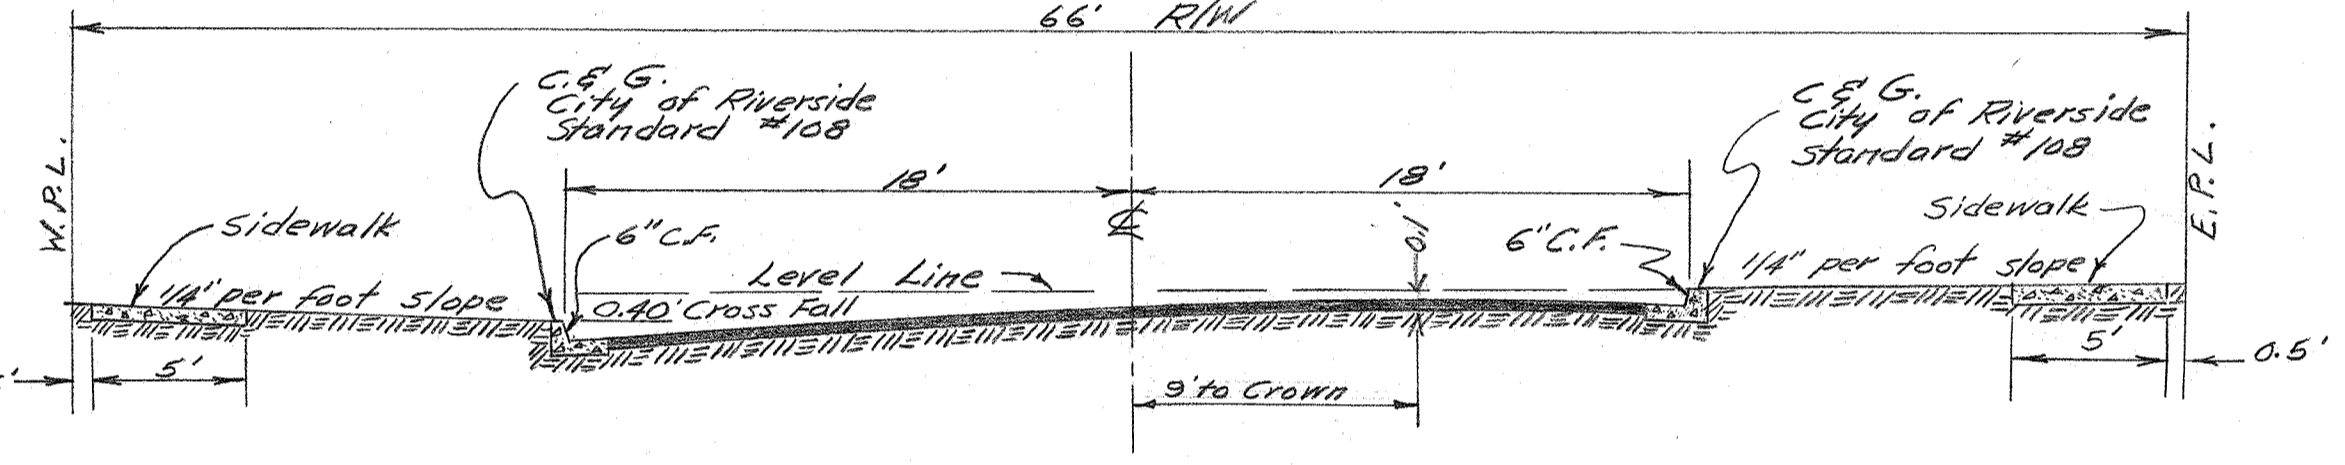 66' R/W
C. & G.
City of Riverside
Standard #108
C & G.
City of Riverside
Standard #108
W.P.L.
E.P.L.
18'
18'
℄
0.1'
Sidewalk
6" C.F.
6" C.F.
Sidewalk
Level Line
1/4" per foot slope
1/4" per foot slope
0.40' Cross Fall
5'
5'
0.5'
9' to Crown